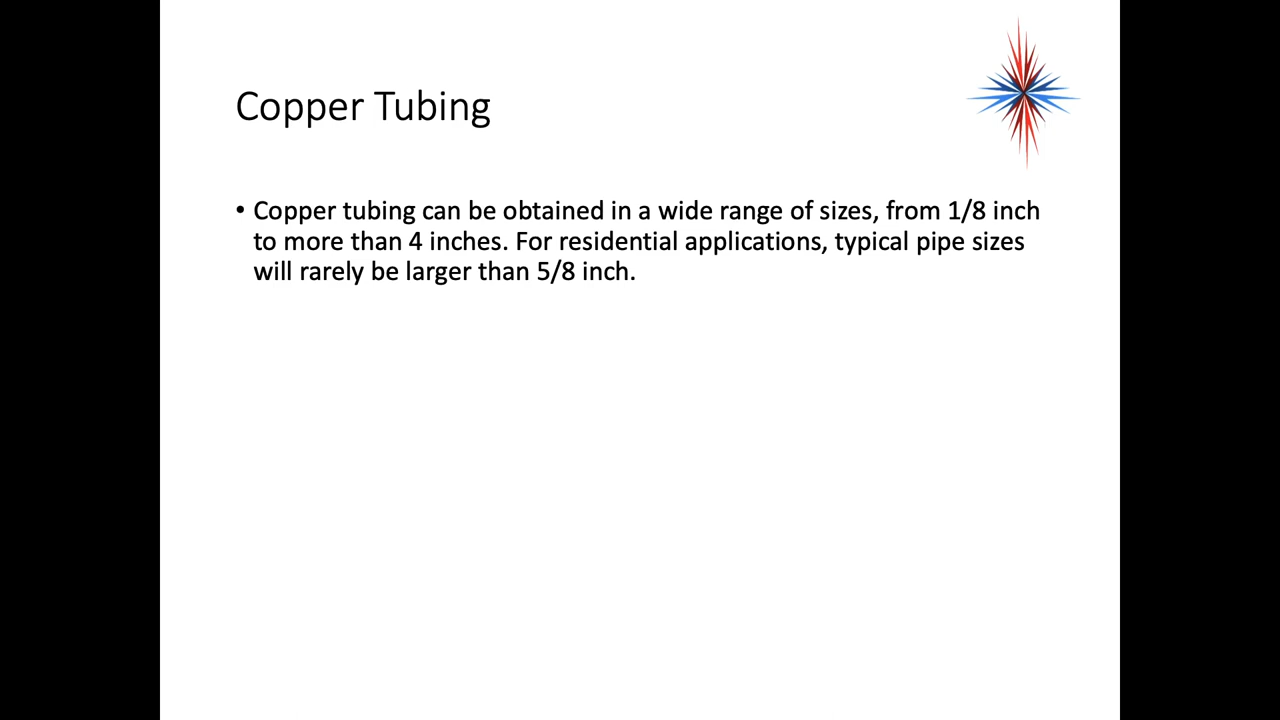 Copper Tubing
• Copper tubing can be obtained in a wide range of sizes, from 1/8 inch
to more than 4 inches. For residential applications, typical pipe sizes
will rarely be larger than 5/8 inch.